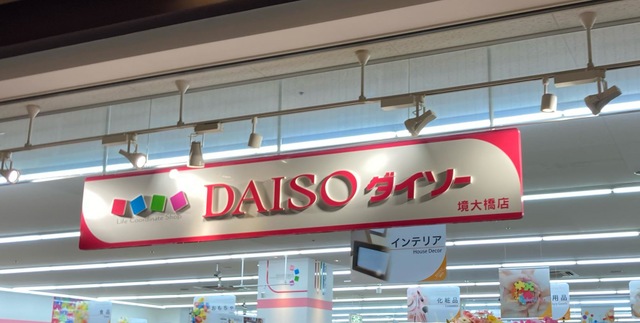 DAISO ダイソー
境大橋店
インテリア
House Decor
化粧品
用品